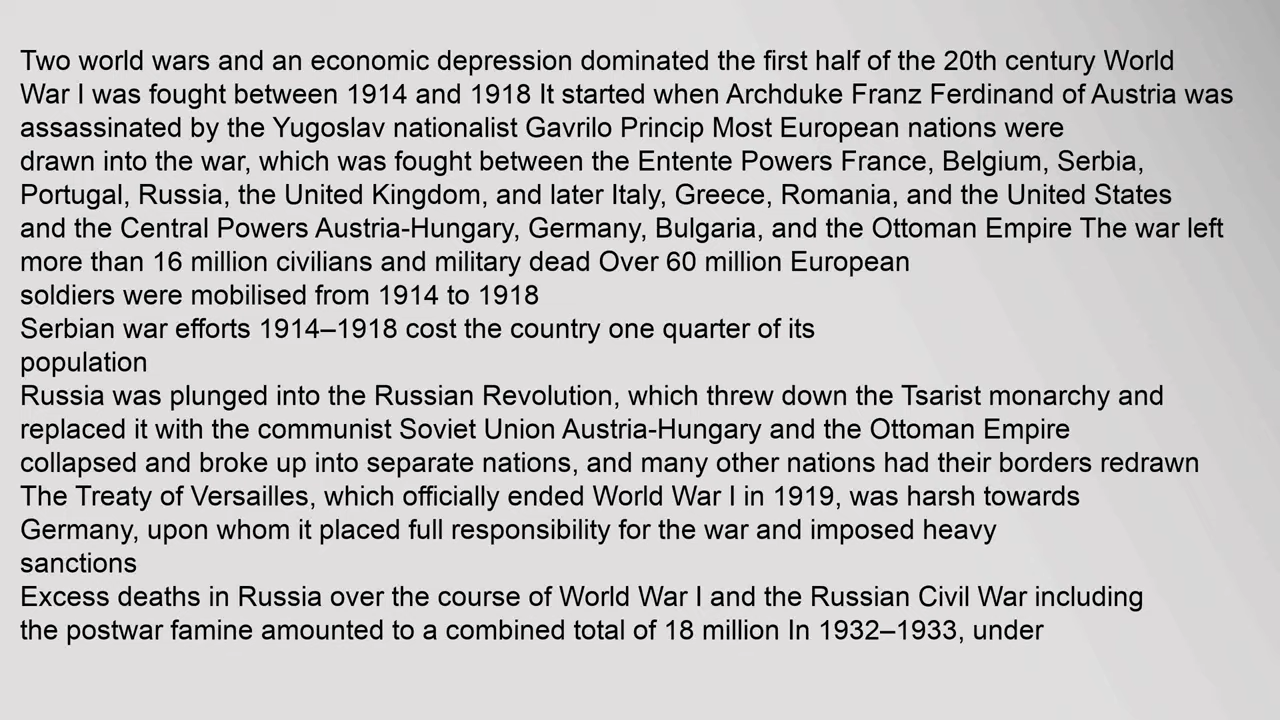 Two world wars and an economic depression dominated the first half of the 20th century World
War I was fought between 1914 and 1918 It started when Archduke Franz Ferdinand of Austria was
assassinated by the Yugoslav nationalist Gavrilo Princip Most European nations were
drawn into the war, which was fought between the Entente Powers France, Belgium, Serbia,
Portugal, Russia, the United Kingdom, and later Italy, Greece, Romania, and the United States
and the Central Powers Austria-Hungary, Germany, Bulgaria, and the Ottoman Empire The war left
more than 16 million civilians and military dead Over 60 million European
soldiers were mobilised from 1914 to 1918
Serbian war efforts 1914–1918 cost the country one quarter of its
population
Russia was plunged into the Russian Revolution, which threw down the Tsarist monarchy and
replaced it with the communist Soviet Union Austria-Hungary and the Ottoman Empire
collapsed and broke up into separate nations, and many other nations had their borders redrawn
The Treaty of Versailles, which officially ended World War I in 1919, was harsh towards
Germany, upon whom it placed full responsibility for the war and imposed heavy
sanctions
Excess deaths in Russia over the course of World War I and the Russian Civil War including
the postwar famine amounted to a combined total of 18 million In 1932–1933, under